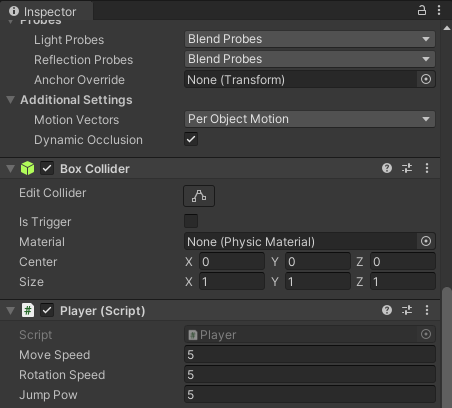 Inspector
Probes
Light Probes Blend Probes
Reflection Probes Blend Probes
Anchor Override None (Transform)
Additional Settings
Motion Vectors Per Object Motion
Dynamic Occlusion
Box Collider
Edit Collider
Is Trigger
Material None (Physic Material)
Center X 0 Y 0 Z 0
Size X 1 Y 1 Z 1
# Player (Script)
Script # Player
Move Speed 5
Rotation Speed 5
Jump Pow 5